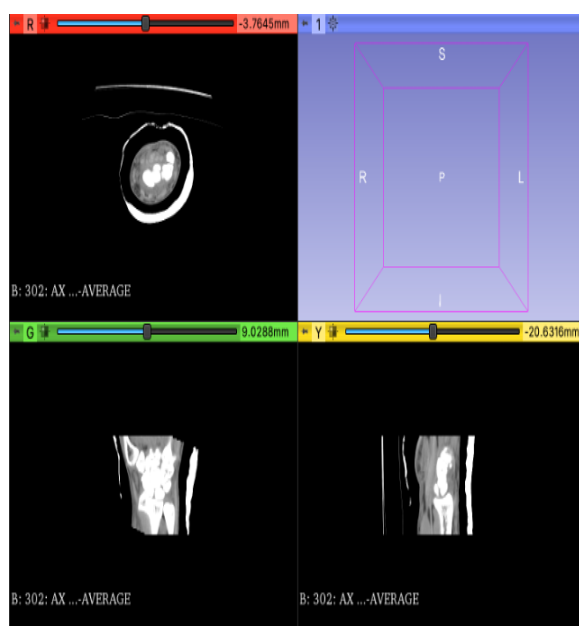 R -3.7645mm
1
S
R P L
I
B: 302: AX ...-AVERAGE
G 9.0288mm
Y -20.6316mm
B: 302: AX ...-AVERAGE
B: 302: AX ...-AVERAGE